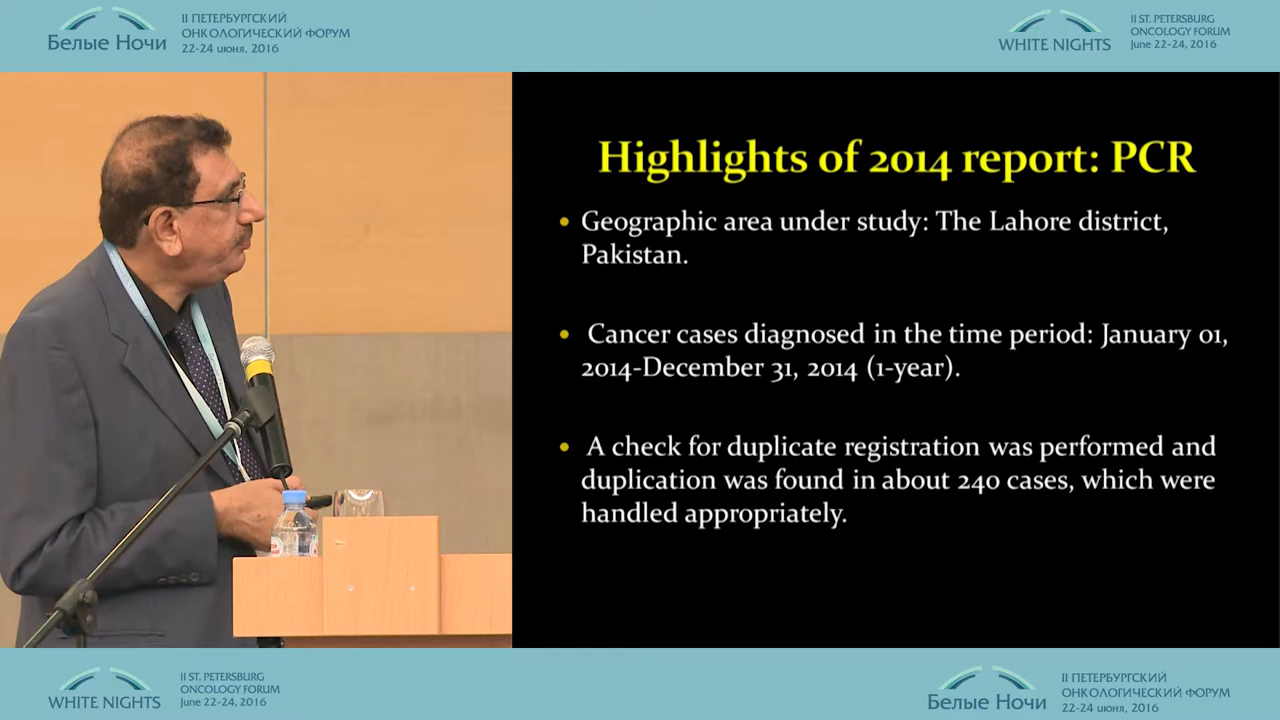 Белые Ночи
II ПЕТЕРБУРГСКИЙ
ОНКОЛОГИЧЕСКИЙ ФОРУМ
22-24 июня, 2016
WHITE NIGHTS
II ST. PETERSBURG
ONCOLOGY FORUM
June 22-24, 2016
Highlights of 2014 report: PCR
• Geographic area under study: The Lahore district,
Pakistan.
• Cancer cases diagnosed in the time period: January 01,
2014-December 31, 2014 (1-year).
• A check for duplicate registration was performed and
duplication was found in about 240 cases, which were
handled appropriately.
WHITE NIGHTS
II ST. PETERSBURG
ONCOLOGY FORUM
June 22-24, 2016
Белые Ночи
II ПЕТЕРБУРГСКИЙ
ОНКОЛОГИЧЕСКИЙ ФОРУМ
22-24 июня, 2016